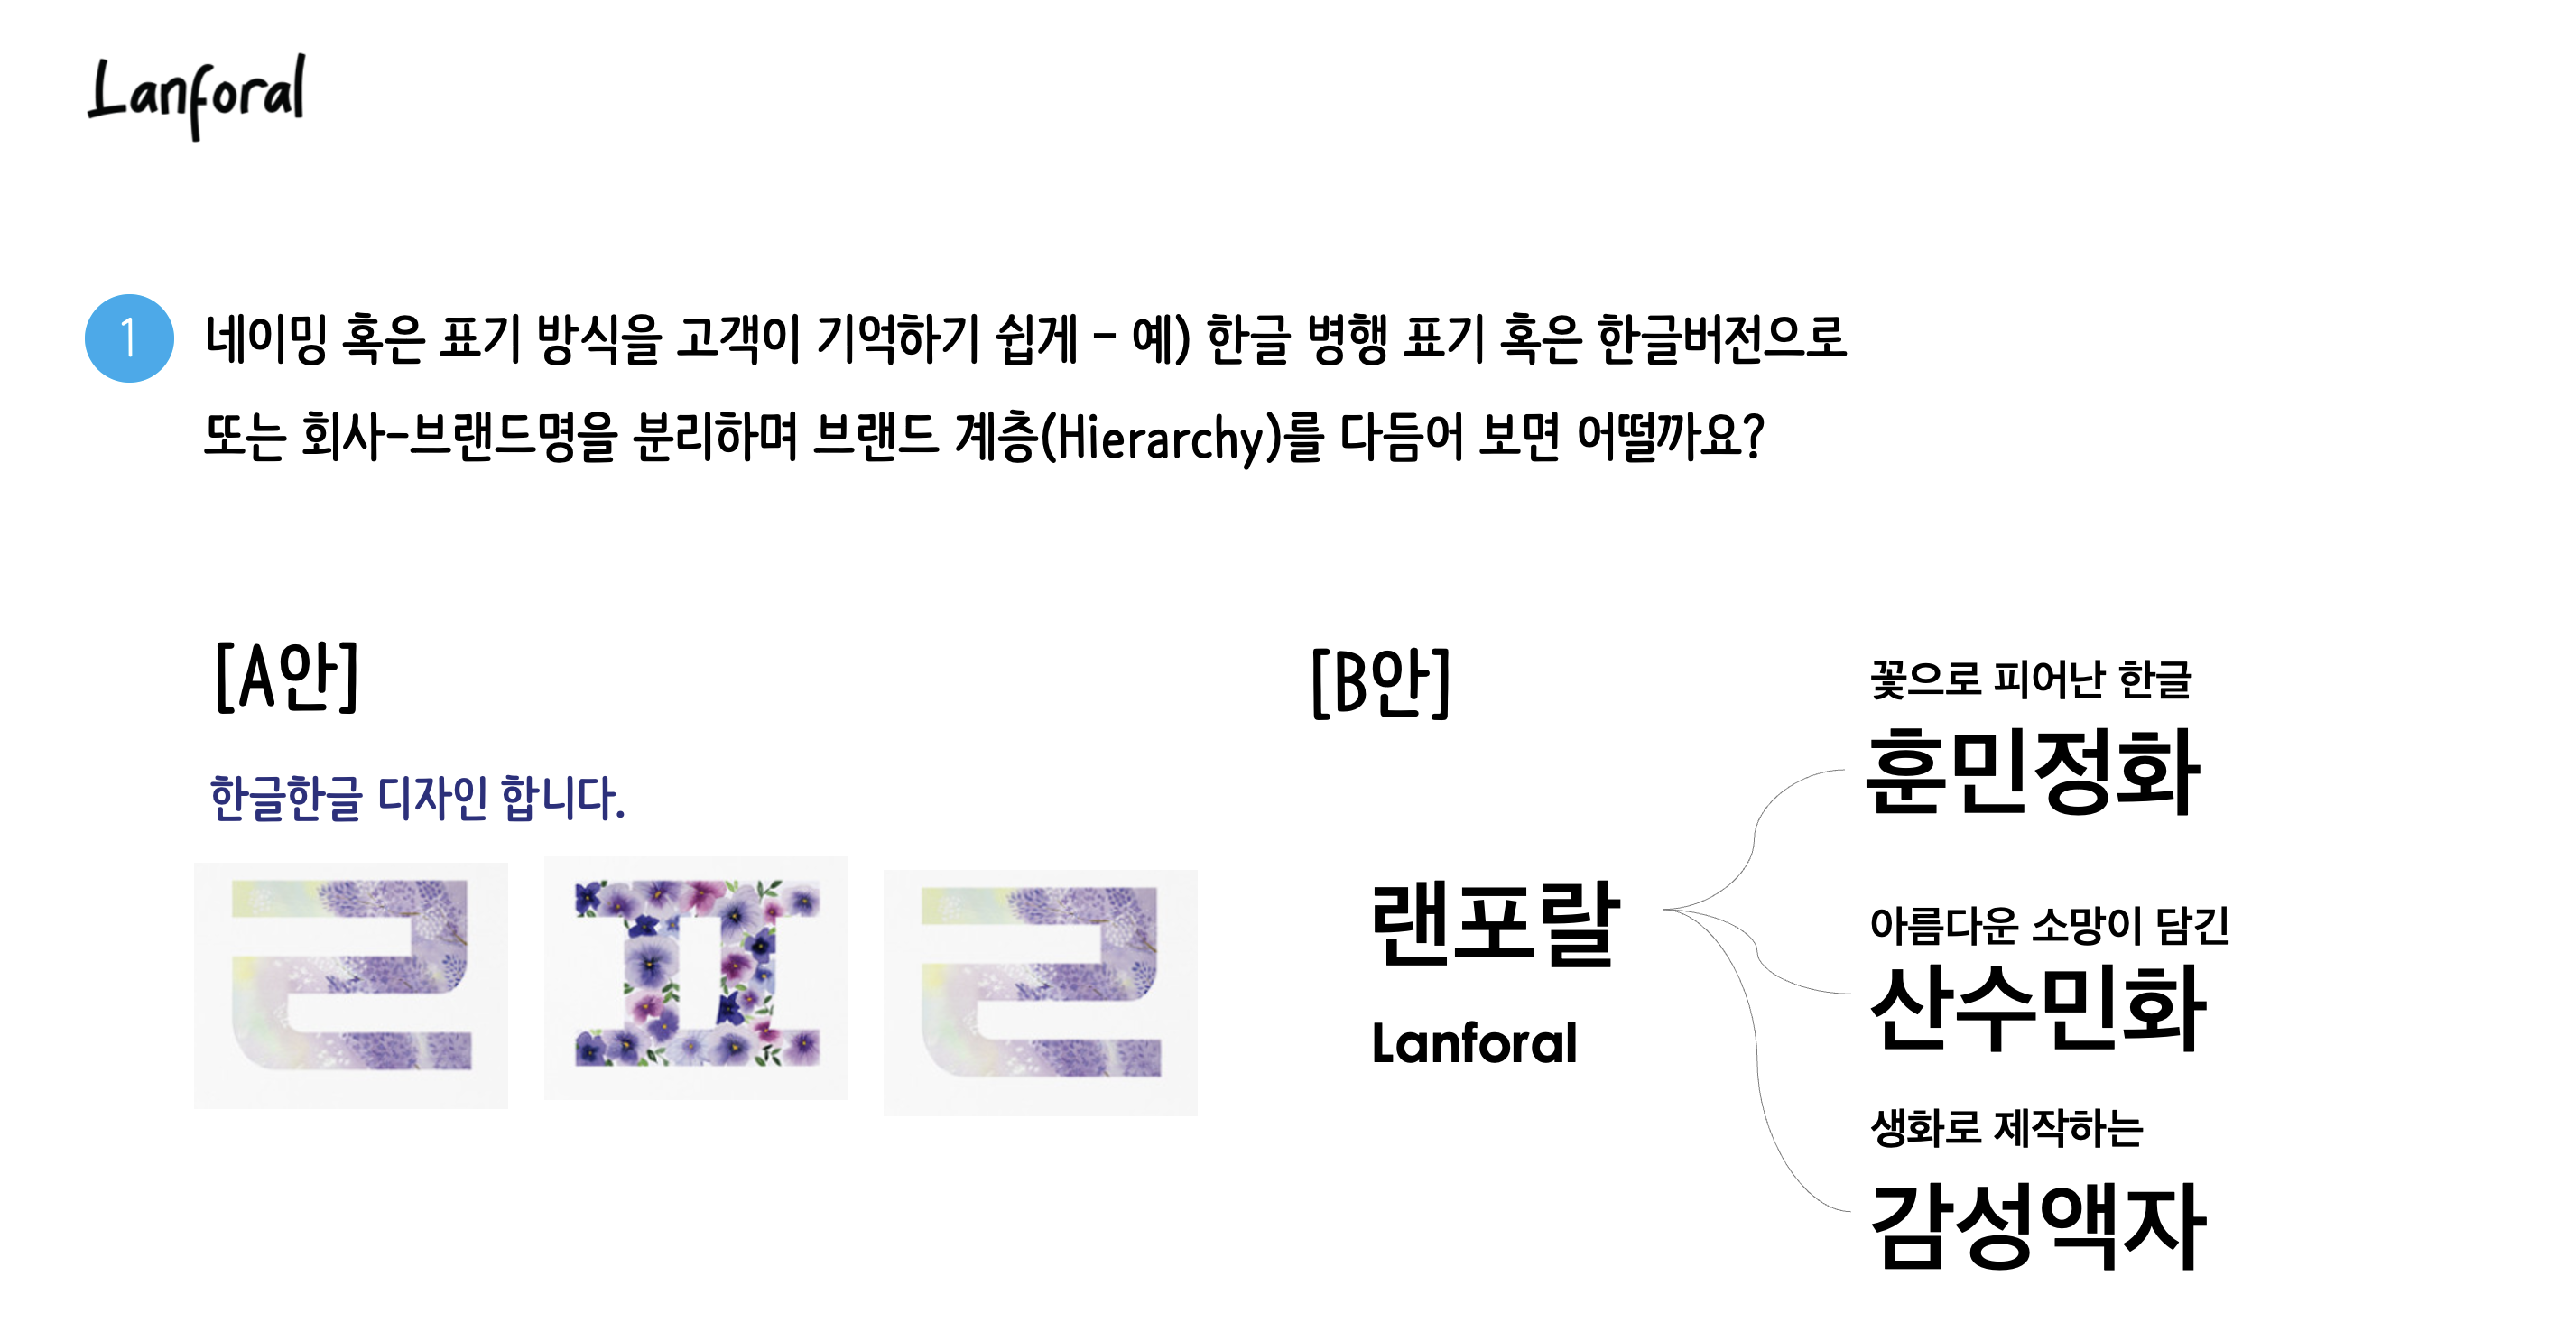 Lanforal
1
네이밍 혹은 표기 방식을 고객이 기억하기 쉽게 - 예) 한글 병행 표기 혹은 한글버전으로
또는 회사-브랜드명을 분리하며 브랜드 계층(Hierarchy)를 다듬어 보면 어떨까요?
[A안]
한글한글 디자인 합니다.
ㄹ ㅍ ㄹ
[B안]
랜포랄
Lanforal
꽃으로 피어난 한글
훈민정화
아름다운 소망이 담긴
산수민화
생화로 제작하는
감성액자